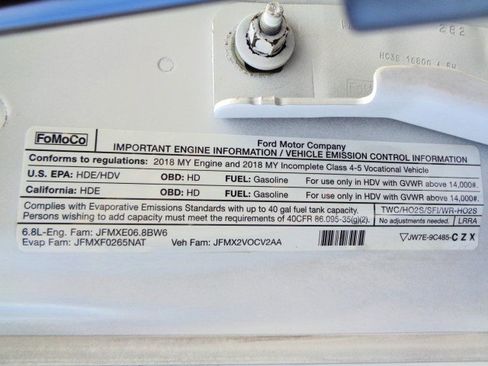 282
FoMoCo
Ford Motor Company
IMPORTANT ENGINE INFORMATION / VEHICLE EMISSION CONTROL INFORMATION
Conforms to regulations: 2018 MY Engine and 2018 MY Incomplete Class 4-5 Vocational Vehicle
U.S. EPA: HDE/HDV OBD: HD FUEL: Gasoline For use only in HDV with GVWR above 14,000#.
California: HDE OBD: HD FUEL: Gasoline For use only in HDV with GVWR above 14,000#.
Complies with Evaporative Emissions Standards with up to 40 gal fuel tank capacity. TWC/HO2S/SFI/WR-HO2S
Persons wishing to add capacity must meet the requirements of 40CFR 86.095-35(g)(2). No adjustments needed. LRRA
6.8L-Eng. Fam: JFMXE06.8BW6
Evap Fam: JFMXF0265NAT Veh Fam: JFMX2VOCV2AA JW7E-9C485-CZX